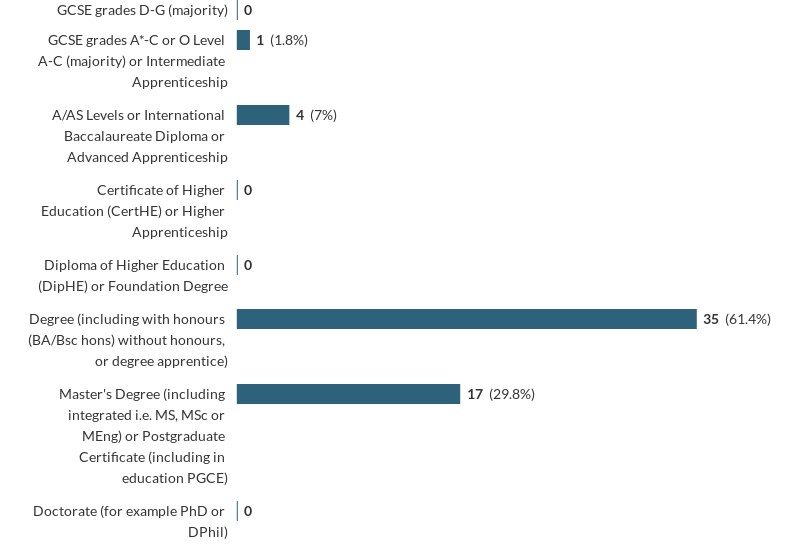 GCSE grades D-G (majority) 0
GCSE grades A*-C or O Level 1 (1.8%)
A-C (majority) or Intermediate
Apprenticeship
A/AS Levels or International 4 (7%)
Baccalaureate Diploma or
Advanced Apprenticeship
Certificate of Higher 0
Education (CertHE) or Higher
Apprenticeship
Diploma of Higher Education 0
(DipHE) or Foundation Degree
Degree (including with honours 35 (61.4%)
(BA/Bsc hons) without honours,
or degree apprentice)
Master's Degree (including 17 (29.8%)
integrated i.e. MS, MSc or
MEng) or Postgraduate
Certificate (including in
education PGCE)
Doctorate (for example PhD or 0
DPhil)